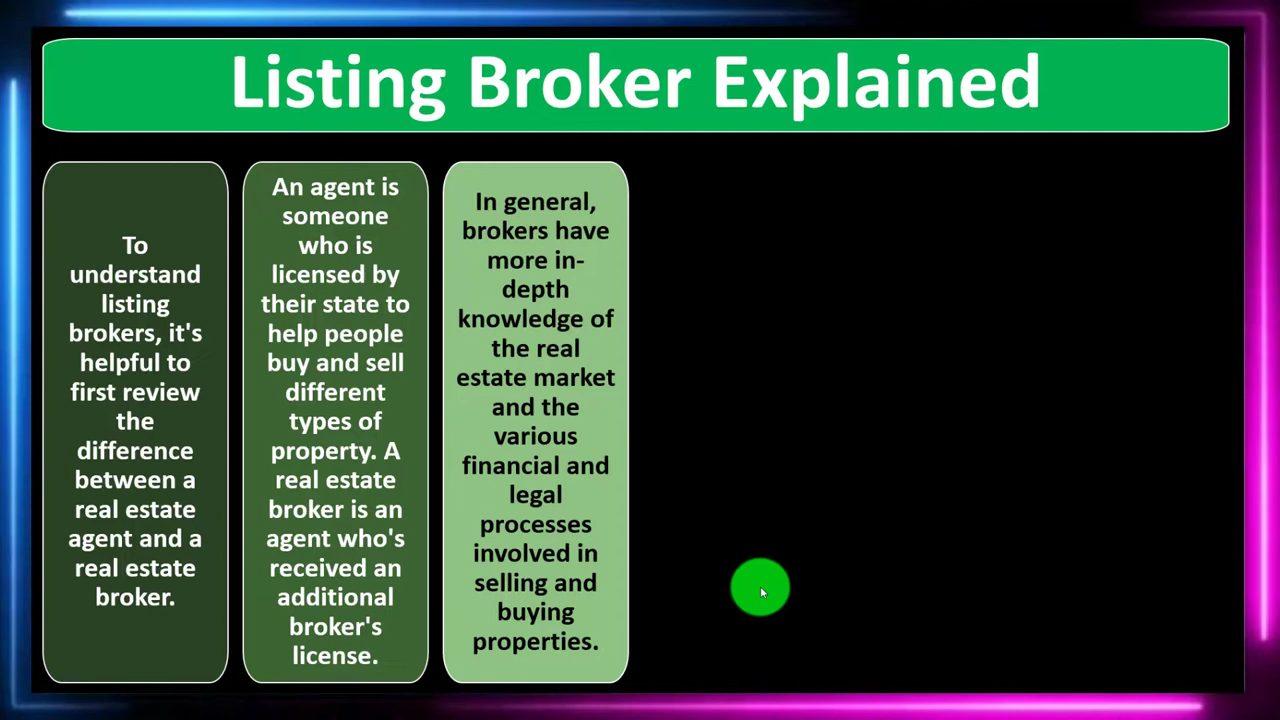 Listing Broker Explained
To
understand
listing
brokers, it's
helpful to
first review
the
difference
between a
real estate
agent and a
real estate
broker.
An agent is
someone
who is
licensed by
their state to
help people
buy and sell
different
types of
property. A
real estate
broker is an
agent who's
received an
additional
broker's
license.
In general,
brokers have
more in-
depth
knowledge of
the real
estate market
and the
various
financial and
legal
processes
involved in
selling and
buying
properties.